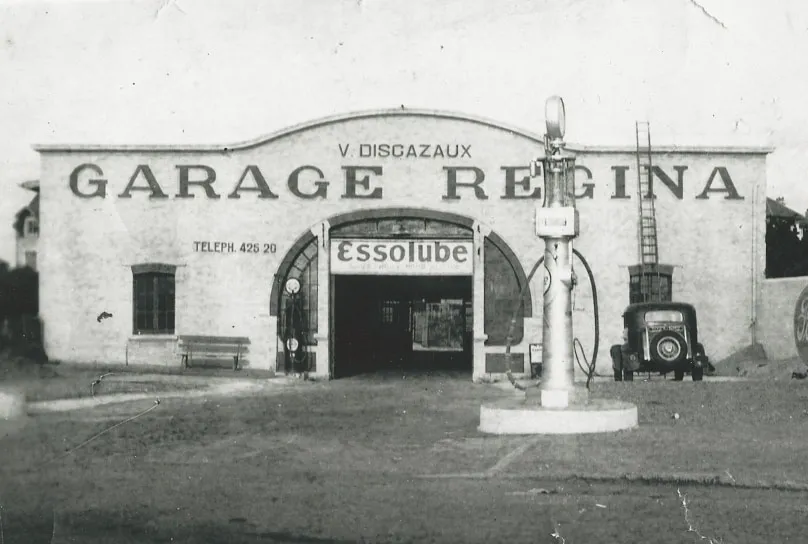 V. DISCAZAUX
GARAGE REGINA
TELEPH. 425 20
Essolube